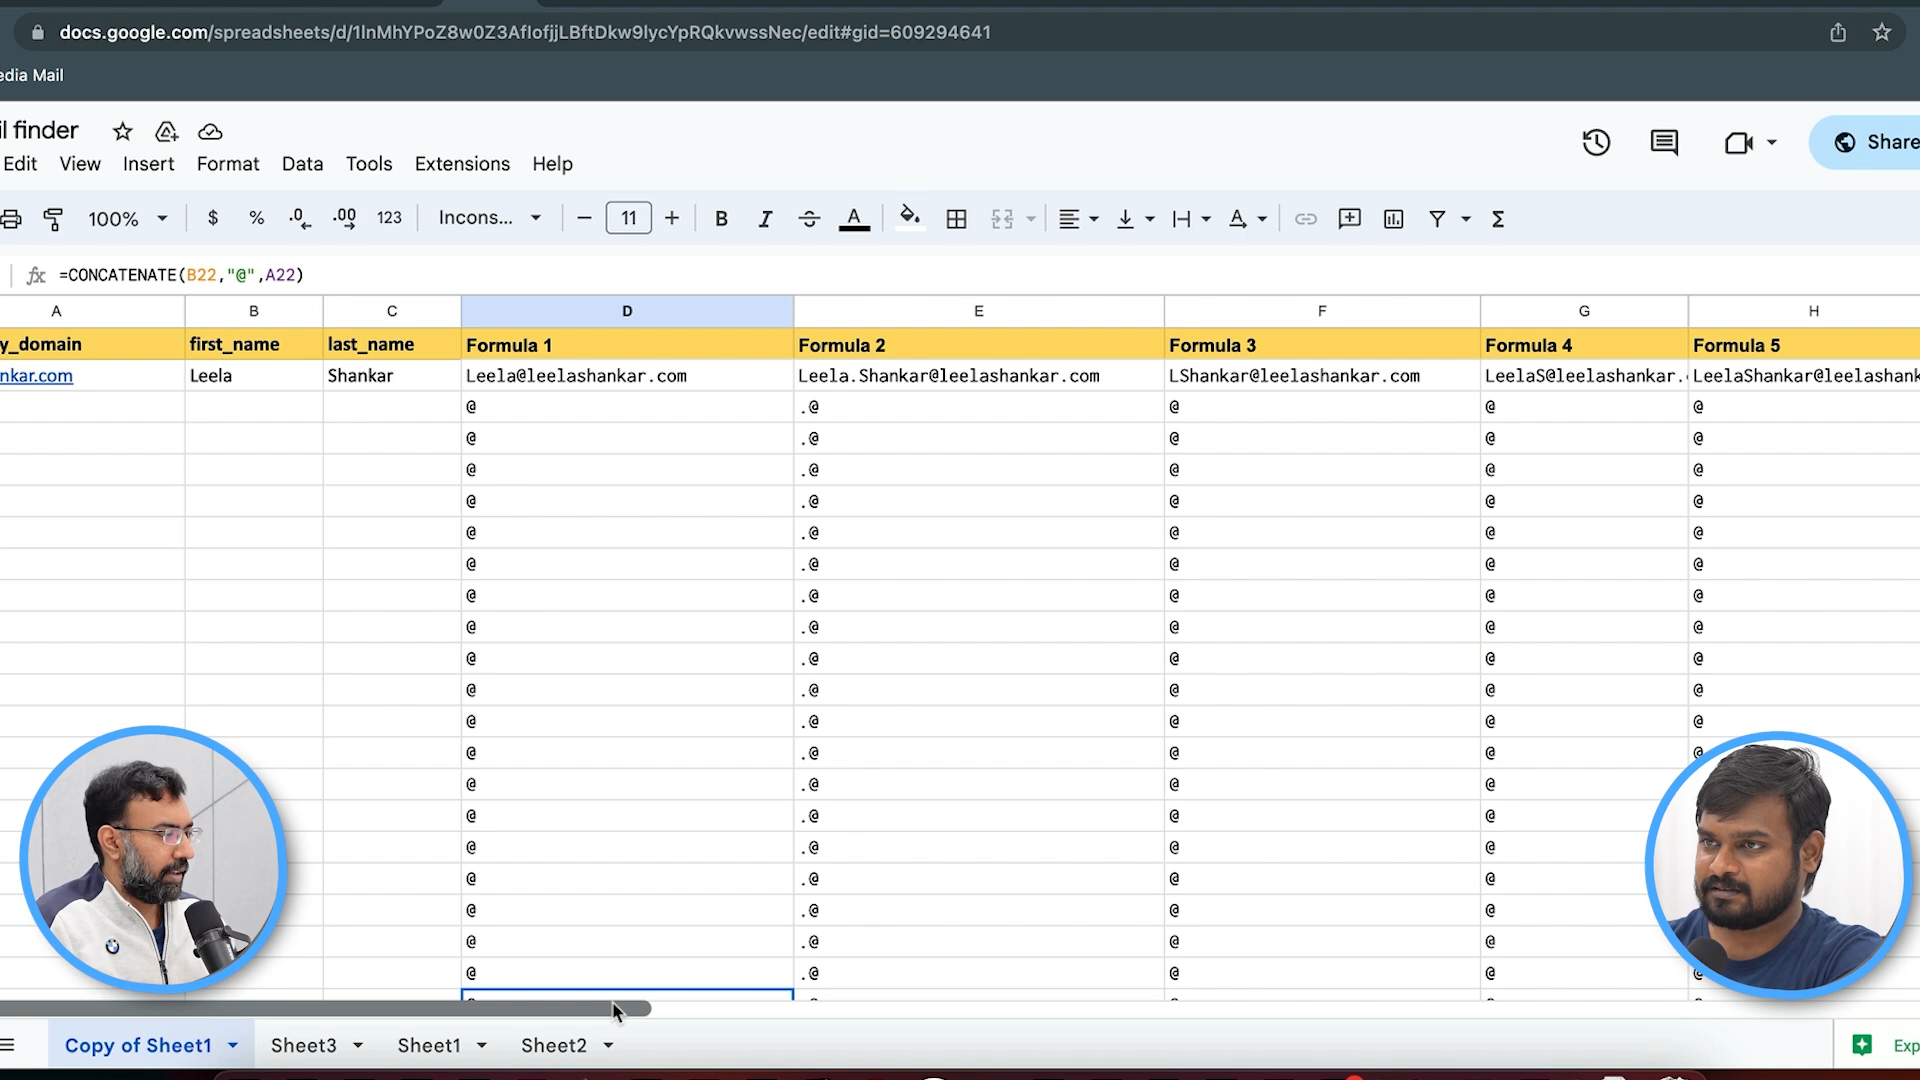 docs.google.com/spreadsheets/d/1lnMhYPoZ8w0Z3AfIofjjLBftDkw9lycYpRQkvwssNec/edit#gid=609294641
edia Mail
il finder
Edit View Insert Format Data Tools Extensions Help
Share
100% $ % .0 .00 123 Incons... − 11 + B I S A Σ
fx =CONCATENATE(B22,"@",A22)
A B C D E F G H
y_domain first_name last_name Formula 1 Formula 2 Formula 3 Formula 4 Formula 5
nkar.com Leela Shankar Leela@leelashankar.com Leela.Shankar@leelashankar.com LShankar@leelashankar.com LeelaS@leelashankar. LeelaShankar@leelashank
@ .@ @ @ @
@ .@ @ @ @
@ .@ @ @ @
@ .@ @ @ @
@ .@ @ @ @
@ .@ @ @ @
@ .@ @ @ @
@ .@ @ @ @
@ .@ @ @ @
@ .@ @ @ @
@ .@ @ @ @
@ .@ @ @ @
@ .@ @ @
@ .@ @ @
@ .@ @ @
@ .@ @ @
@ .@ @ @
@ .@ @ @
@ .@ @ @
Copy of Sheet1 Sheet3 Sheet1 Sheet2 Exp